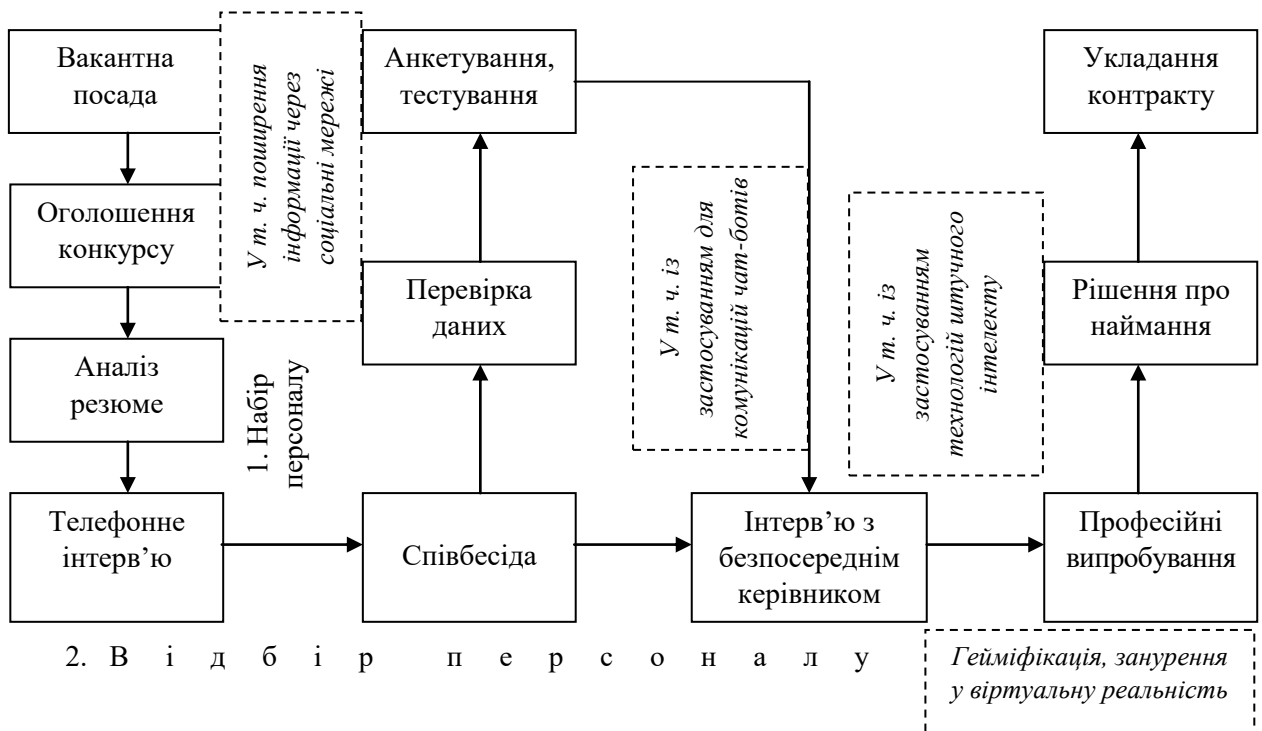 Вакантна
посада
У т. ч. поширення
інформації через
соціальні мережі
Анкетування,
тестування
Укладання
контракту
Оголошення
конкурсу
Перевірка
даних
У т. ч. із
застосуванням для
комунікацій чат-ботів
У т. ч. із
застосуванням
технологій штучного
інтелекту
Рішення про
наймання
Аналіз
резюме
1. Набір
персоналу
Телефонне
інтерв’ю
Співбесіда
Інтерв’ю з
безпосереднім
керівником
Професійні
випробування
2. В і д б і р п е р с о н а л у
Гейміфікація, занурення
у віртуальну реальність